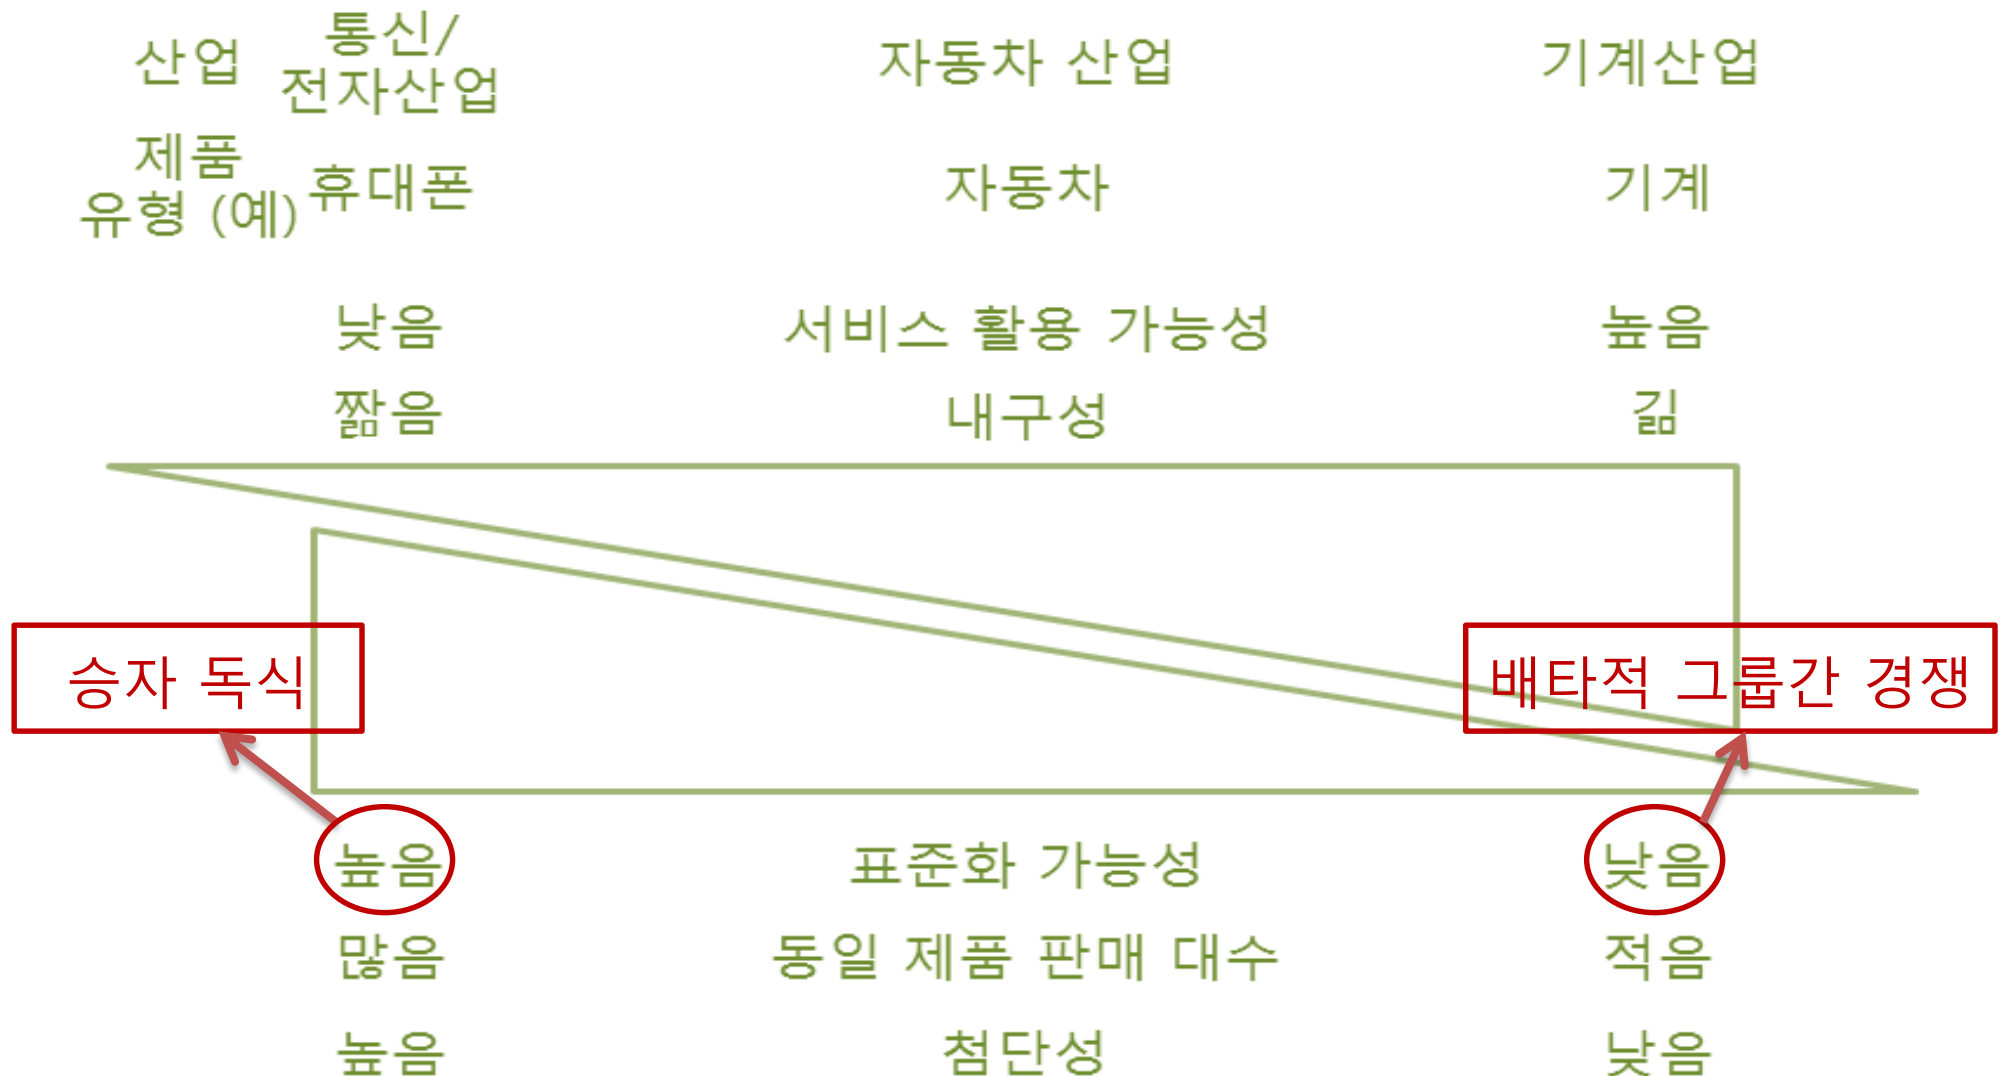 산업 통신/전자산업 자동차 산업 기계산업
제품 유형 (예) 휴대폰 자동차 기계
낮음 서비스 활용 가능성 높음
짧음 내구성 긺
승자 독식 배타적 그룹간 경쟁
높음 표준화 가능성 낮음
많음 동일 제품 판매 대수 적음
높음 첨단성 낮음